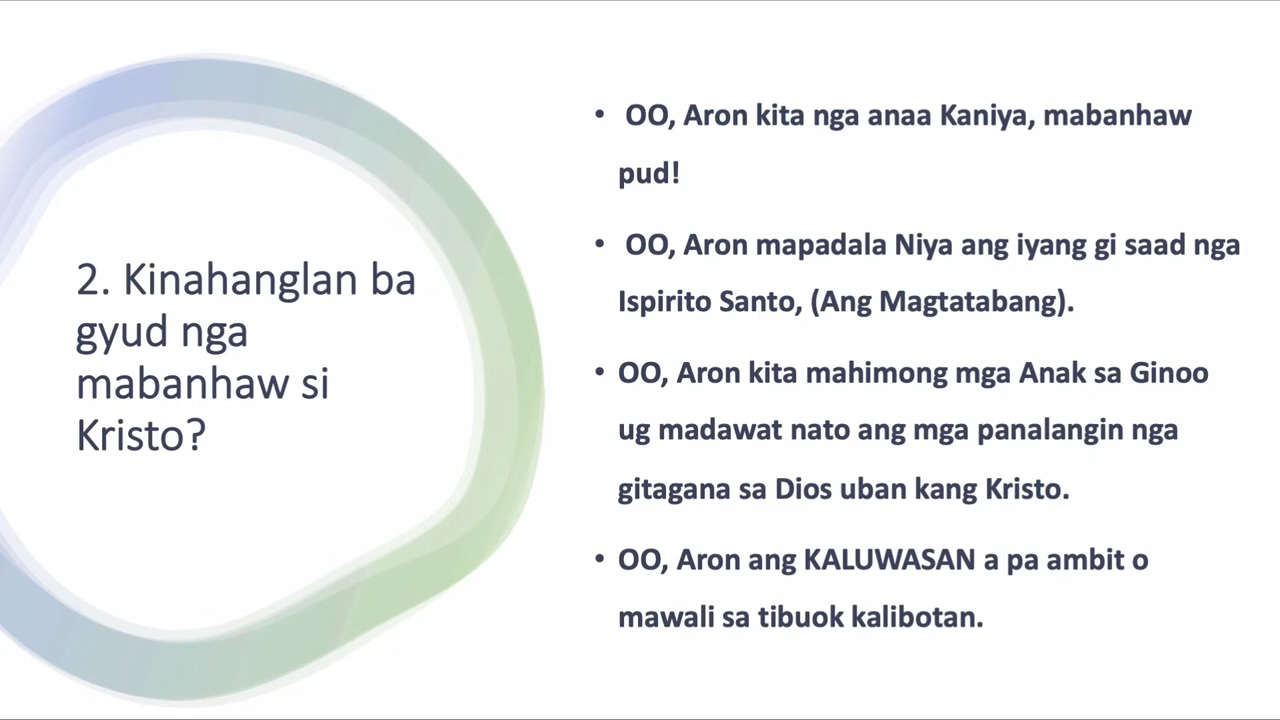 2. Kinahanglan ba
gyud nga
mabanhaw si
Kristo?
• OO, Aron kita nga anaa Kaniya, mabanhaw
pud!
• OO, Aron mapadala Niya ang iyang gi saad nga
Ispirito Santo, (Ang Magtatabang).
• OO, Aron kita mahimong mga Anak sa Ginoo
ug madawat nato ang mga panalangin nga
gitagana sa Dios uban kang Kristo.
• OO, Aron ang KALUWASAN a pa ambit o
mawali sa tibuok kalibotan.